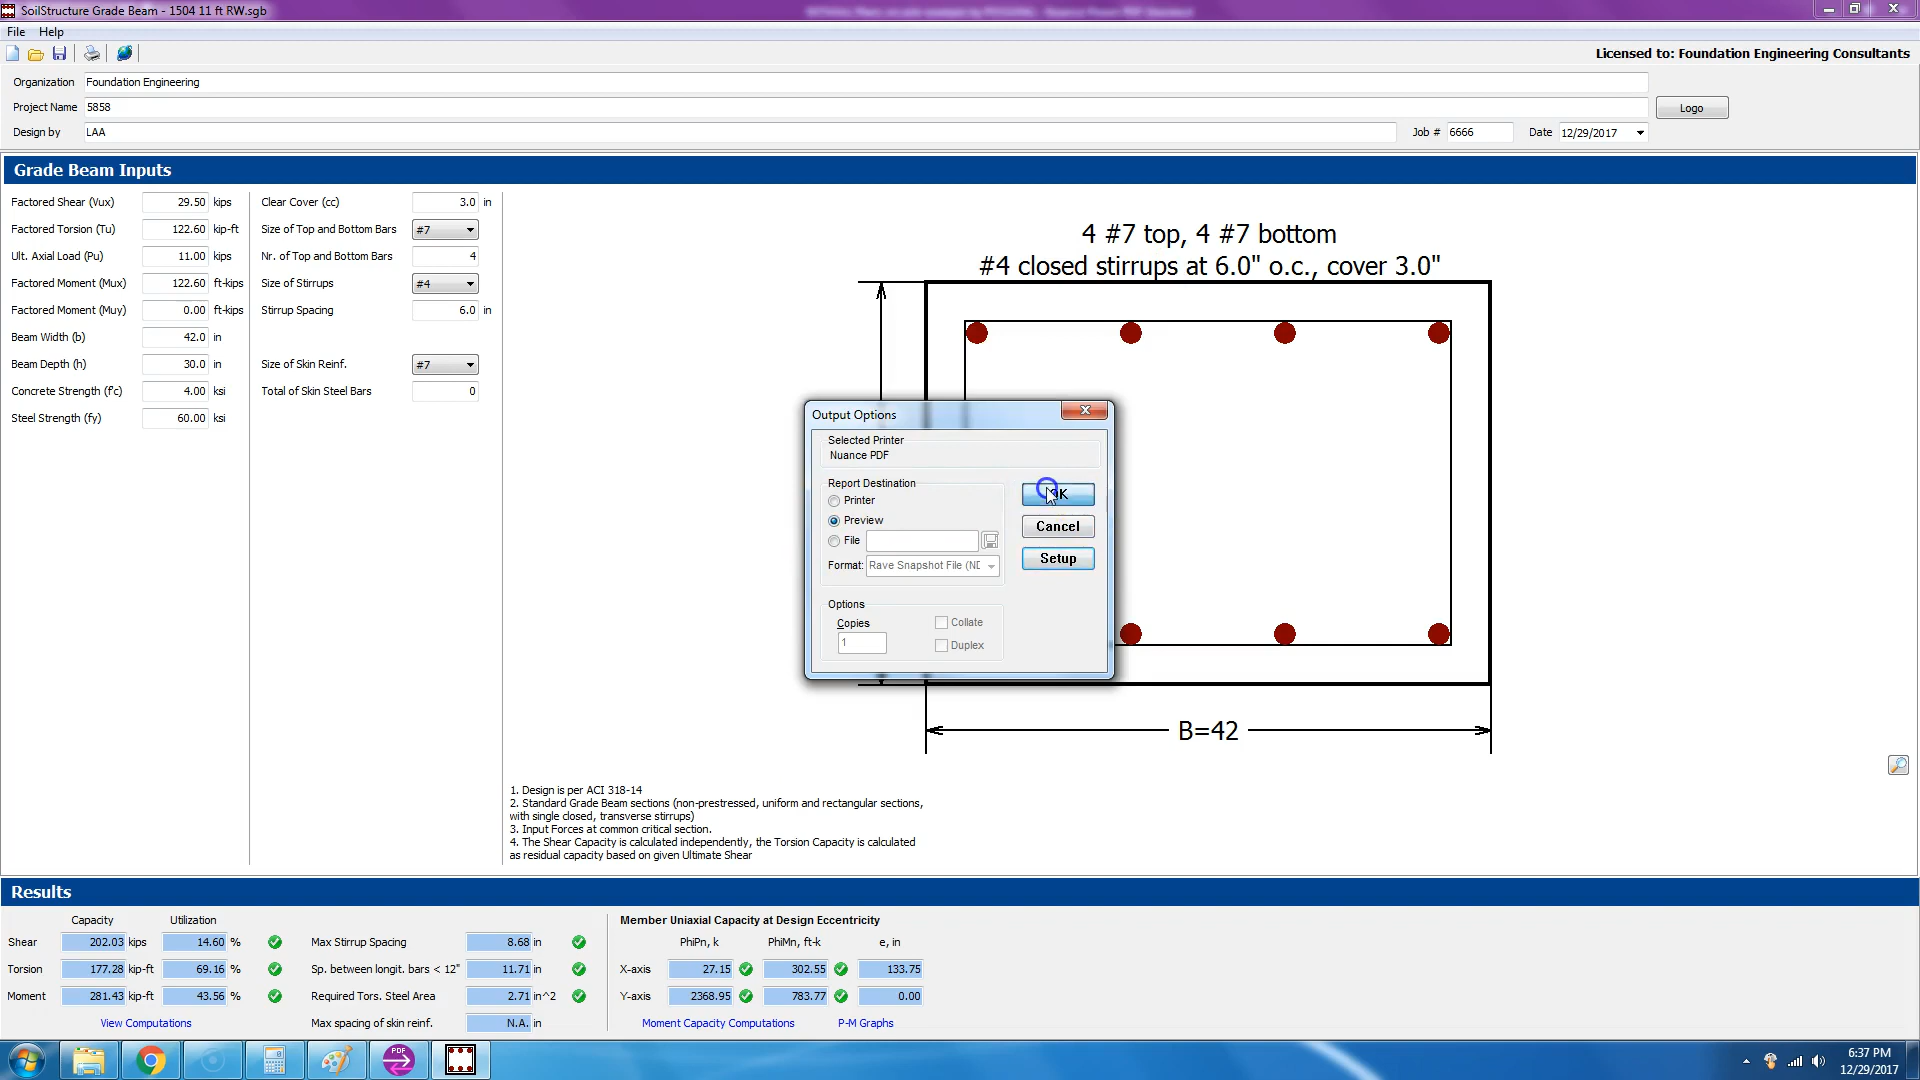 SoilStructure Grade Beam - 1504 11 ft RW.sgb
File Help
Licensed to: Foundation Engineering Consultants
Organization Foundation Engineering
Project Name 5858 Logo
Design by LAA Job # 6666 Date 12/29/2017
Grade Beam Inputs
Factored Shear (Vux) 29.50 kips Clear Cover (cc) 3.0 in
Factored Torsion (Tu) 122.60 kip-ft Size of Top and Bottom Bars #7
Ult. Axial Load (Pu) 11.00 kips Nr. of Top and Bottom Bars 4
Factored Moment (Mux) 122.60 ft-kips Size of Stirrups #4
Factored Moment (Muy) 0.00 ft-kips Stirrup Spacing 6.0 in
Beam Width (b) 42.0 in
Beam Depth (h) 30.0 in Size of Skin Reinf. #7
Concrete Strength (f'c) 4.00 ksi Total of Skin Steel Bars 0
Steel Strength (fy) 60.00 ksi
4 #7 top, 4 #7 bottom
#4 closed stirrups at 6.0" o.c., cover 3.0"
Output Options
Selected Printer
Nuance PDF
Report Destination
Printer
Preview
File
Format: Rave Snapshot File (ND
OK
Cancel
Setup
Options
Copies
1
Collate
Duplex
B=42
1. Design is per ACI 318-14
2. Standard Grade Beam sections (non-prestressed, uniform and rectangular sections,
with single closed, transverse stirrups)
3. Input Forces at common critical section.
4. The Shear Capacity is calculated independently, the Torsion Capacity is calculated
as residual capacity based on given Ultimate Shear
Results
Capacity Utilization
Shear 202.03 kips 14.60 % Max Stirrup Spacing 8.68 in
Torsion 177.28 kip-ft 69.16 % Sp. between longit. bars < 12" 11.71 in
Moment 281.43 kip-ft 43.56 % Required Tors. Steel Area 2.71 in^2
View Computations Max spacing of skin reinf. N.A. in
Member Uniaxial Capacity at Design Eccentricity
PhiPn, k PhiMn, ft-k e, in
X-axis 27.15 302.55 133.75
Y-axis 2368.95 783.77 0.00
Moment Capacity Computations P-M Graphs
PDF
6:37 PM
12/29/2017